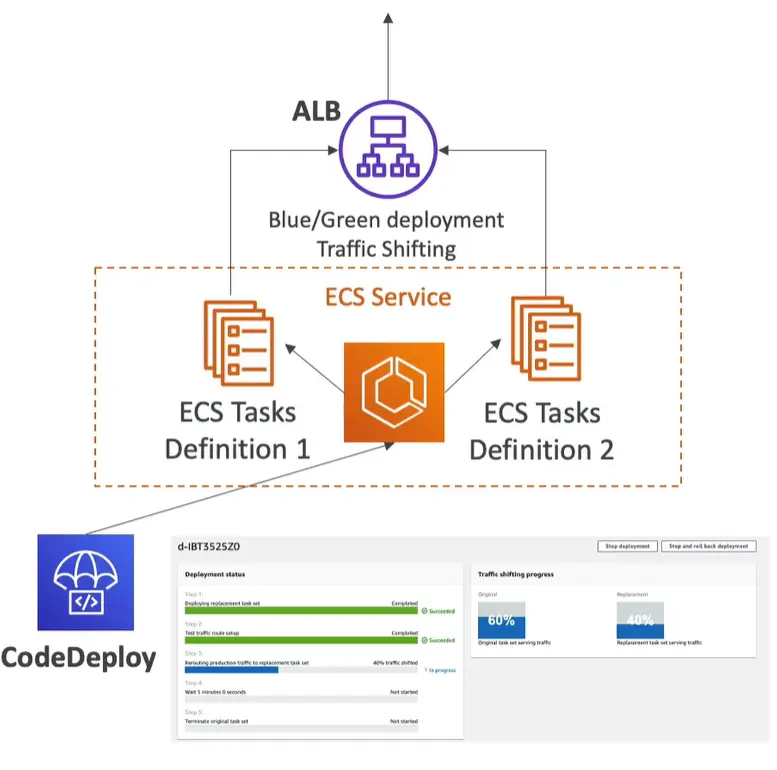 ALB
Blue/Green deployment
Traffic Shifting
ECS Service
ECS Tasks
Definition 1
ECS Tasks
Definition 2
CodeDeploy
d-IBT3525Z0
Stop deployment
Stop and roll back deployment
Deployment status
Step 1:
Deploying replacement task set
Completed
Succeeded
Step 2:
Test traffic route setup
Completed
Succeeded
Step 3:
Rerouting production traffic to replacement task set
40% traffic shifted
In progress
Step 4:
Wait 5 minutes 0 seconds
Not started
Step 5:
Terminate original task set
Not started
Traffic shifting progress
Original
60%
Original task set serving traffic
Replacement
40%
Replacement task set serving traffic